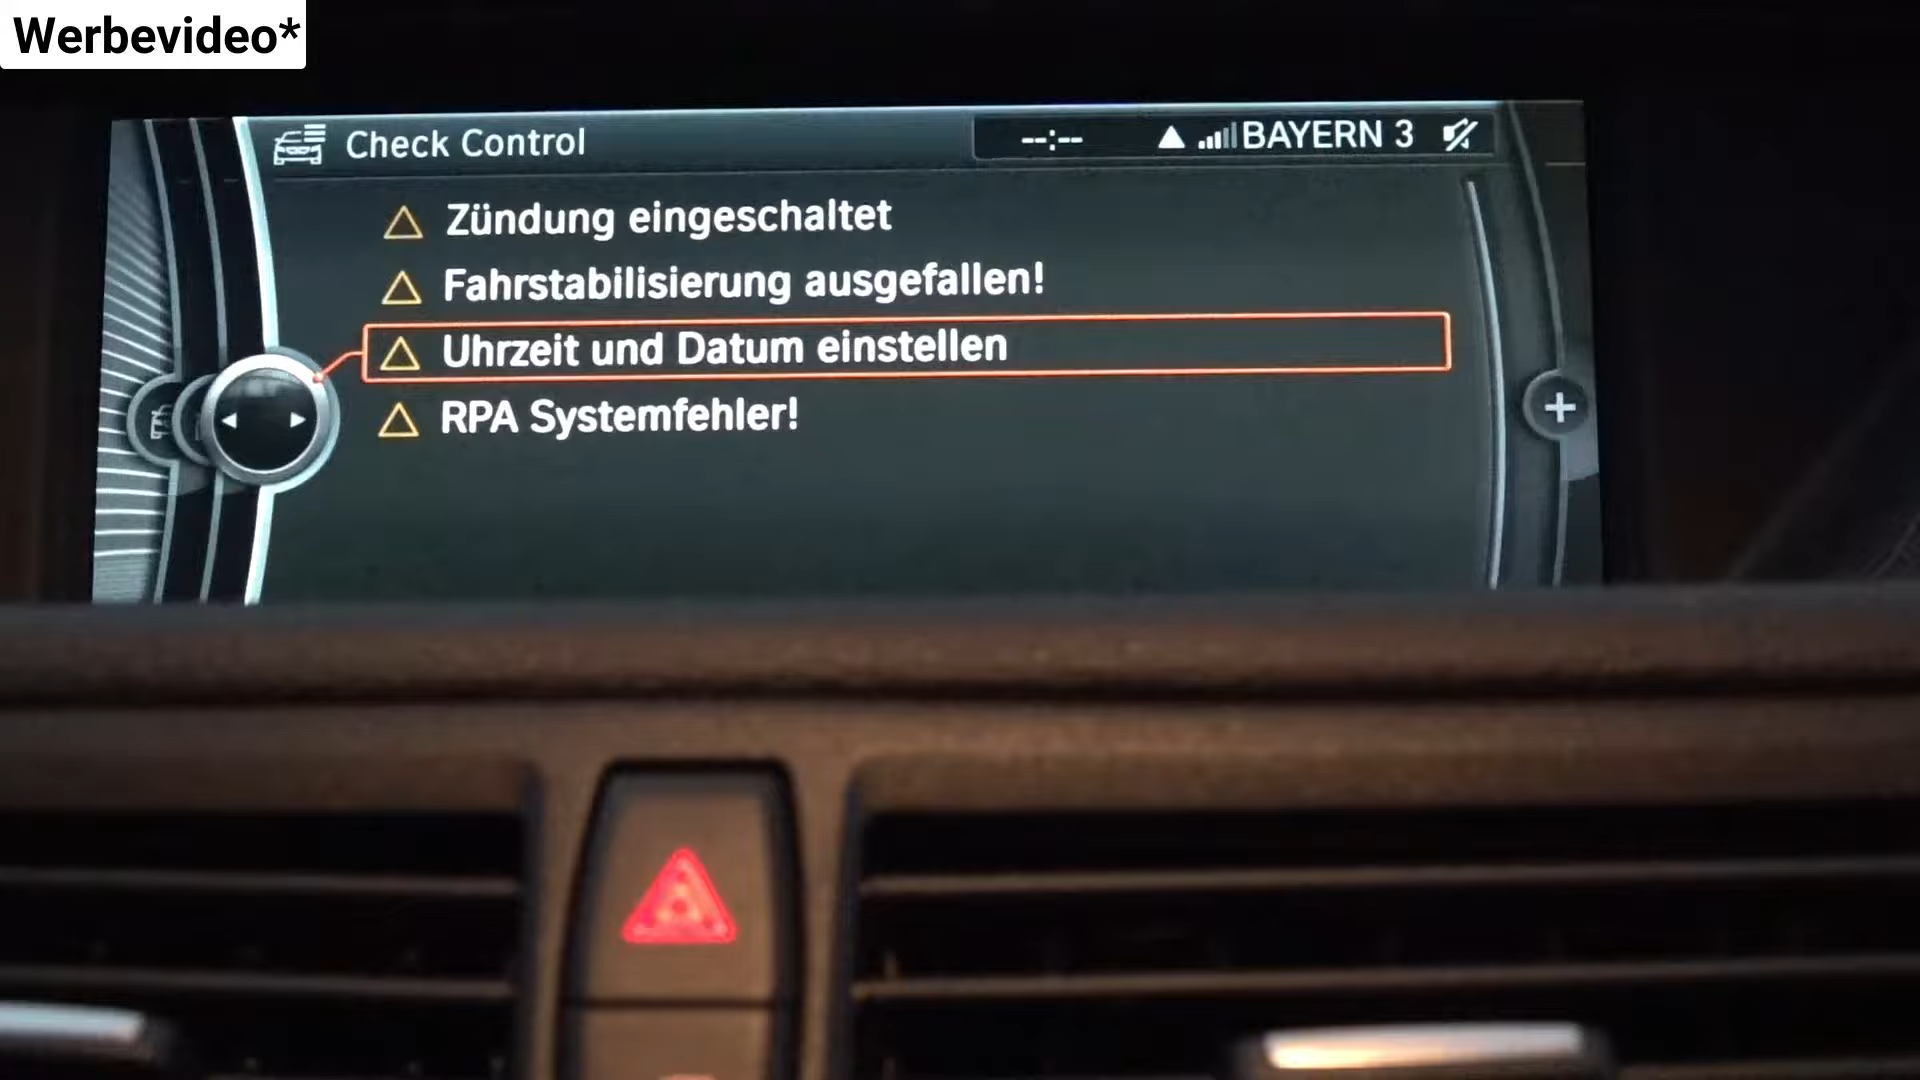 Werbevideo*
Check Control
--:--
BAYERN 3
Zündung eingeschaltet
Fahrstabilisierung ausgefallen!
Uhrzeit und Datum einstellen
RPA Systemfehler!